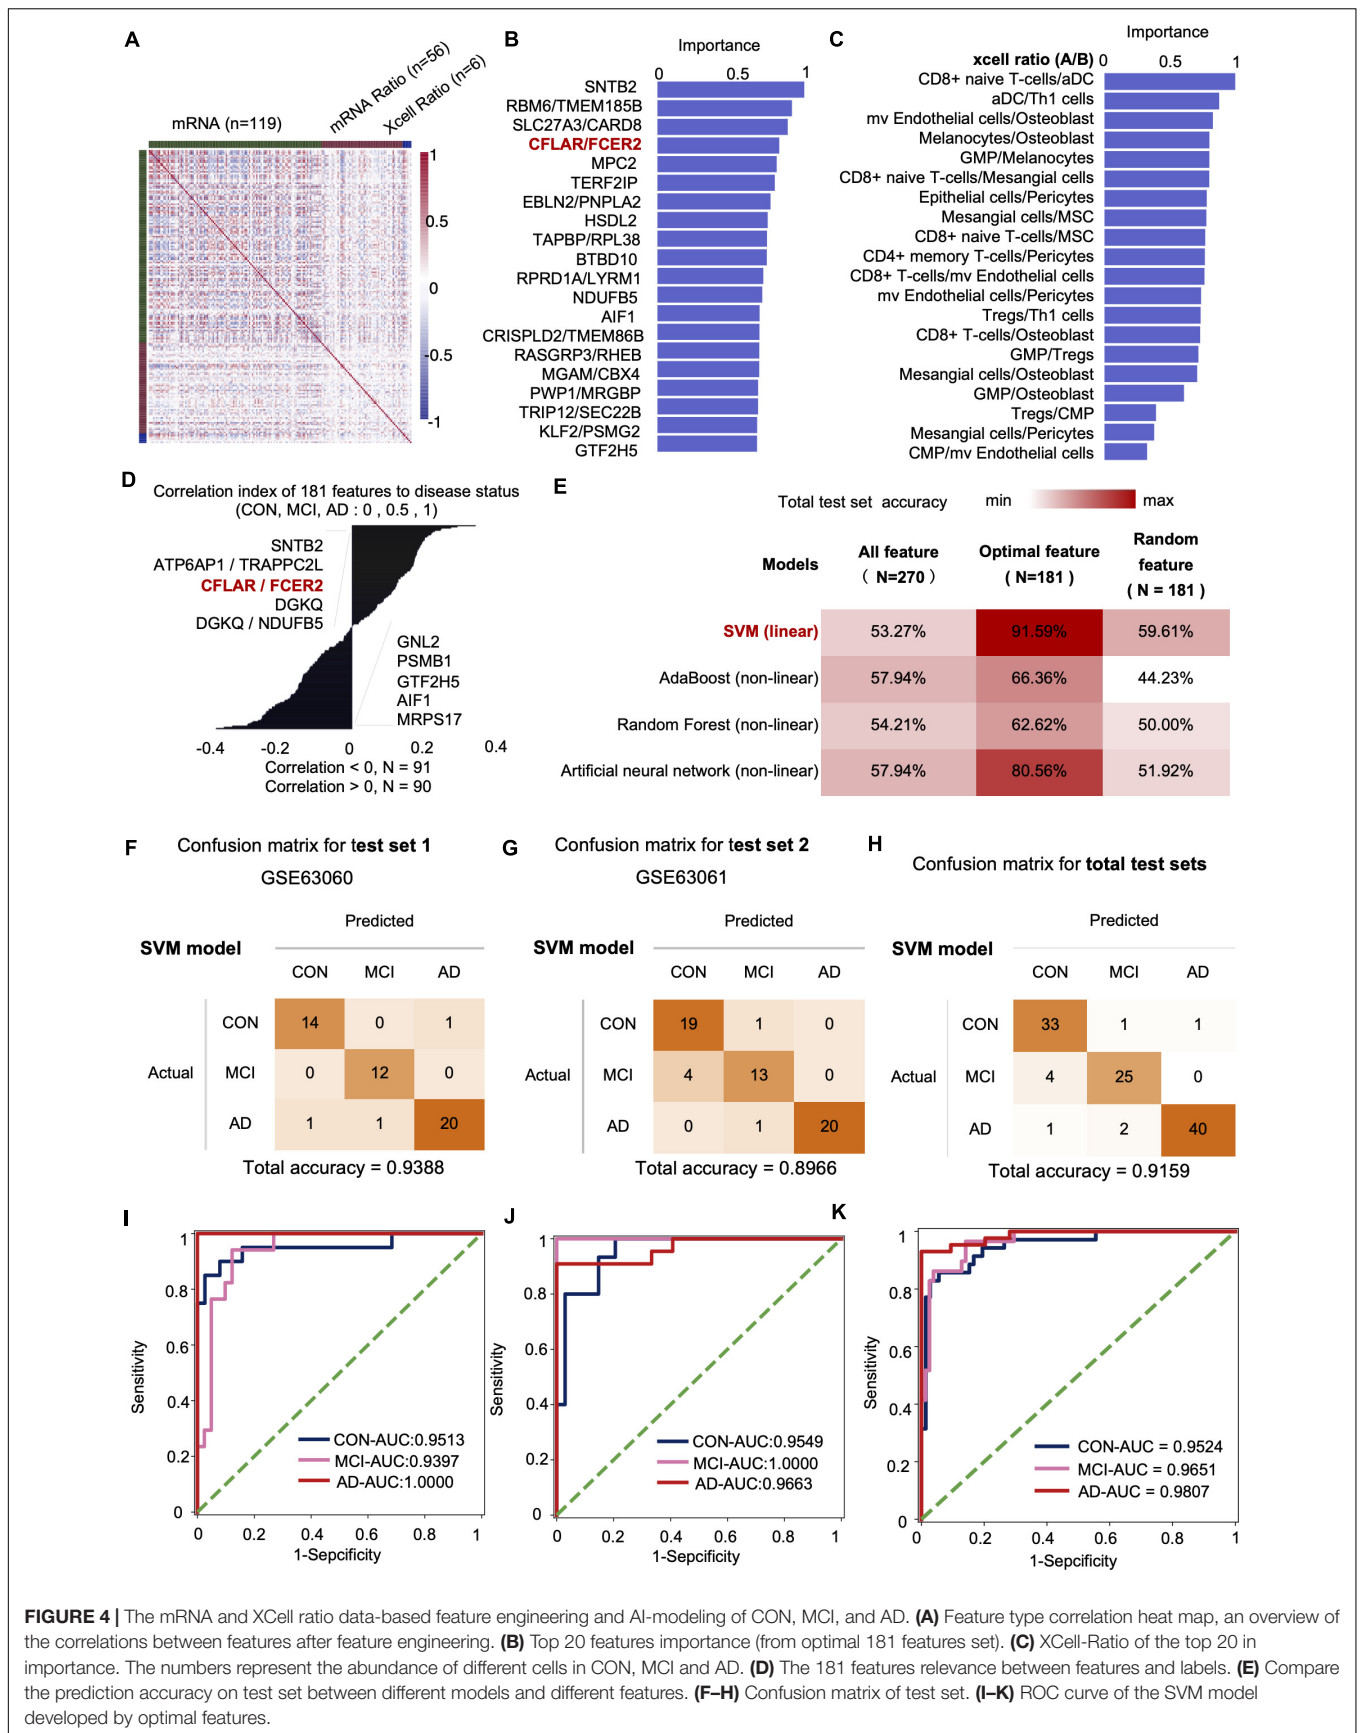 A
mRNA (n=119)
mRNA Ratio (n=56)
Xcell Ratio (n=6)
1
0.5
0
-0.5
-1
B
Importance
0 0.5 1
SNTB2
RBM6/TMEM185B
SLC27A3/CARD8
CFLAR/FCER2
MPC2
TERF2IP
EBLN2/PNPLA2
HSDL2
TAPBP/RPL38
BTBD10
RPRD1A/LYRM1
NDUFB5
AIF1
CRISPLD2/TMEM86B
RASGRP3/RHEB
MGAM/CBX4
PWP1/MRGBP
TRIP12/SEC22B
KLF2/PSMG2
GTF2H5
C
Importance
xcell ratio (A/B) 0 0.5 1
CD8+ naive T-cells/aDC
aDC/Th1 cells
mv Endothelial cells/Osteoblast
Melanocytes/Osteoblast
GMP/Melanocytes
CD8+ naive T-cells/Mesangial cells
Epithelial cells/Pericytes
Mesangial cells/MSC
CD8+ naive T-cells/MSC
CD4+ memory T-cells/Pericytes
CD8+ T-cells/mv Endothelial cells
mv Endothelial cells/Pericytes
Tregs/Th1 cells
CD8+ T-cells/Osteoblast
GMP/Tregs
Mesangial cells/Osteoblast
GMP/Osteoblast
Tregs/CMP
Mesangial cells/Pericytes
CMP/mv Endothelial cells
D
Correlation index of 181 features to disease status
(CON, MCI, AD : 0 , 0.5 , 1)
SNTB2
ATP6AP1 / TRAPPC2L
CFLAR / FCER2
DGKQ
DGKQ / NDUFB5
GNL2
PSMB1
GTF2H5
AIF1
MRPS17
-0.4 -0.2 0 0.2 0.4
Correlation < 0, N = 91
Correlation > 0, N = 90
E
Total test set accuracy min max
Models All feature ( N=270 ) Optimal feature ( N=181 ) Random feature ( N = 181 )
SVM (linear) 53.27% 91.59% 59.61%
AdaBoost (non-linear) 57.94% 66.36% 44.23%
Random Forest (non-linear) 54.21% 62.62% 50.00%
Artificial neural network (non-linear) 57.94% 80.56% 51.92%
F
Confusion matrix for test set 1
GSE63060
Predicted
SVM model
CON MCI AD
CON 14 0 1
Actual MCI 0 12 0
AD 1 1 20
Total accuracy = 0.9388
G
Confusion matrix for test set 2
GSE63061
Predicted
SVM model
CON MCI AD
CON 19 1 0
Actual MCI 4 13 0
AD 0 1 20
Total accuracy = 0.8966
H
Confusion matrix for total test sets
Predicted
SVM model
CON MCI AD
CON 33 1 1
Actual MCI 4 25 0
AD 1 2 40
Total accuracy = 0.9159
I
1
0.8
0.6
0.4
0.2
0
Sensitivity
CON-AUC:0.9513
MCI-AUC:0.9397
AD-AUC:1.0000
0 0.2 0.4 0.6 0.8 1
1-Sepcificity
J
1
0.8
0.6
0.4
0.2
0
Sensitivity
CON-AUC:0.9549
MCI-AUC:1.0000
AD-AUC:0.9663
0 0.2 0.4 0.6 0.8 1
1-Sepcificity
K
1
0.8
0.6
0.4
0.2
0
Sensitivity
CON-AUC = 0.9524
MCI-AUC = 0.9651
AD-AUC = 0.9807
0 0.2 0.4 0.6 0.8 1
1-Sepcificity
FIGURE 4 | The mRNA and XCell ratio data-based feature engineering and AI-modeling of CON, MCI, and AD. (A) Feature type correlation heat map, an overview of
the correlations between features after feature engineering. (B) Top 20 features importance (from optimal 181 features set). (C) XCell-Ratio of the top 20 in
importance. The numbers represent the abundance of different cells in CON, MCI and AD. (D) The 181 features relevance between features and labels. (E) Compare
the prediction accuracy on test set between different models and different features. (F–H) Confusion matrix of test set. (I–K) ROC curve of the SVM model
developed by optimal features.